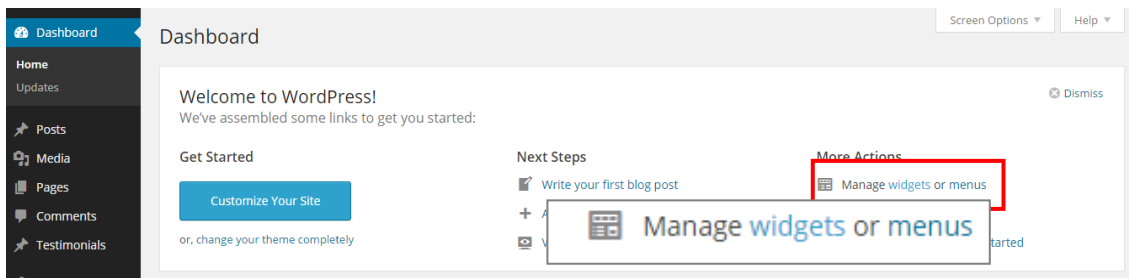 Screen Options ▼
Help ▼
Dashboard
Home
Updates
Posts
Media
Pages
Comments
Testimonials
Dashboard
Welcome to WordPress!
We've assembled some links to get you started:
Dismiss
Get Started
Customize Your Site
or, change your theme completely
Next Steps
Write your first blog post
More Actions
Manage widgets or menus
Manage widgets or menus